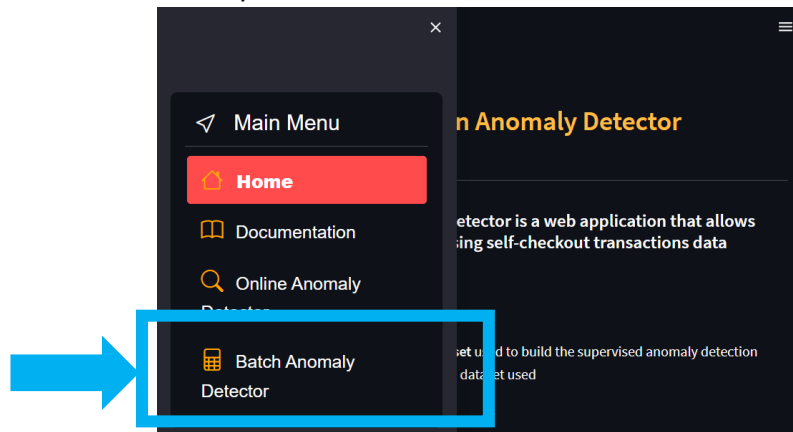 ×
≡
Main Menu
n Anomaly Detector
Home
Documentation
etector is a web application that allows
sing self-checkout transactions data
Online Anomaly
Detector
set used to build the supervised anomaly detection
Batch Anomaly
dataset used
Detector